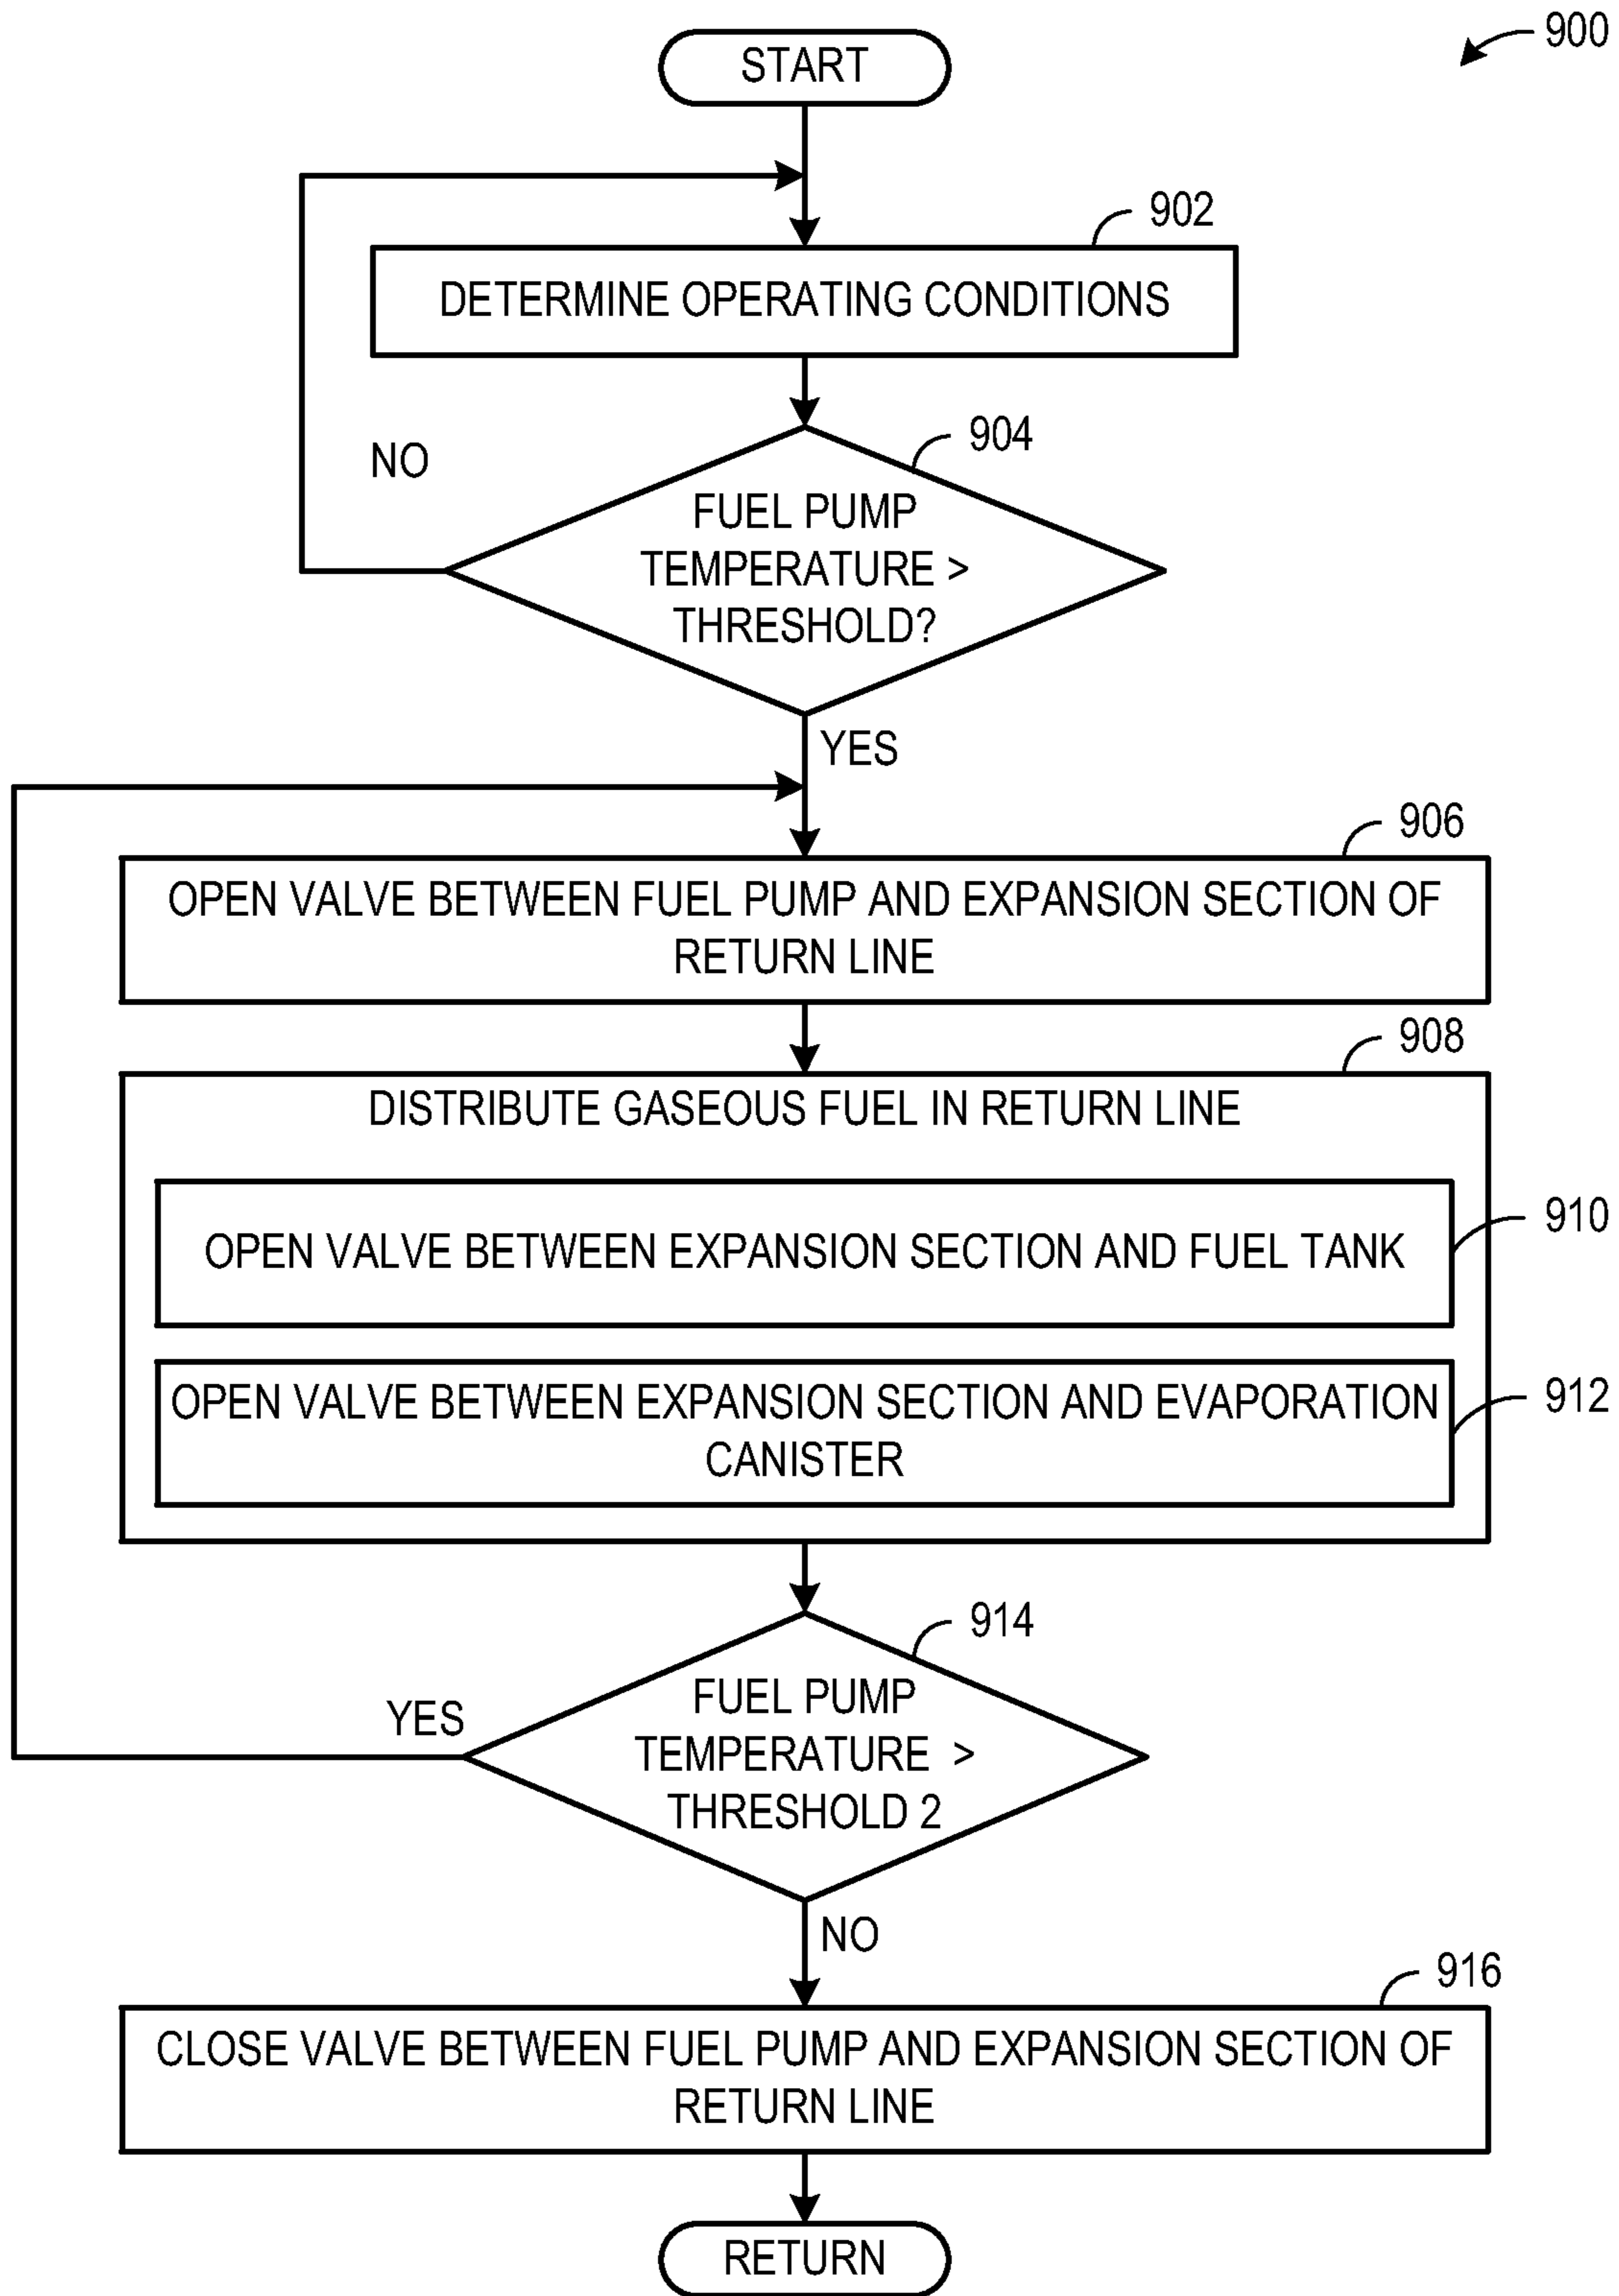 900
START
902
DETERMINE OPERATING CONDITIONS
904
NO
FUEL PUMP
TEMPERATURE >
THRESHOLD?
YES
906
OPEN VALVE BETWEEN FUEL PUMP AND EXPANSION SECTION OF
RETURN LINE
908
DISTRIBUTE GASEOUS FUEL IN RETURN LINE
910
OPEN VALVE BETWEEN EXPANSION SECTION AND FUEL TANK
912
OPEN VALVE BETWEEN EXPANSION SECTION AND EVAPORATION
CANISTER
914
YES
FUEL PUMP
TEMPERATURE >
THRESHOLD 2
NO
916
CLOSE VALVE BETWEEN FUEL PUMP AND EXPANSION SECTION OF
RETURN LINE
RETURN